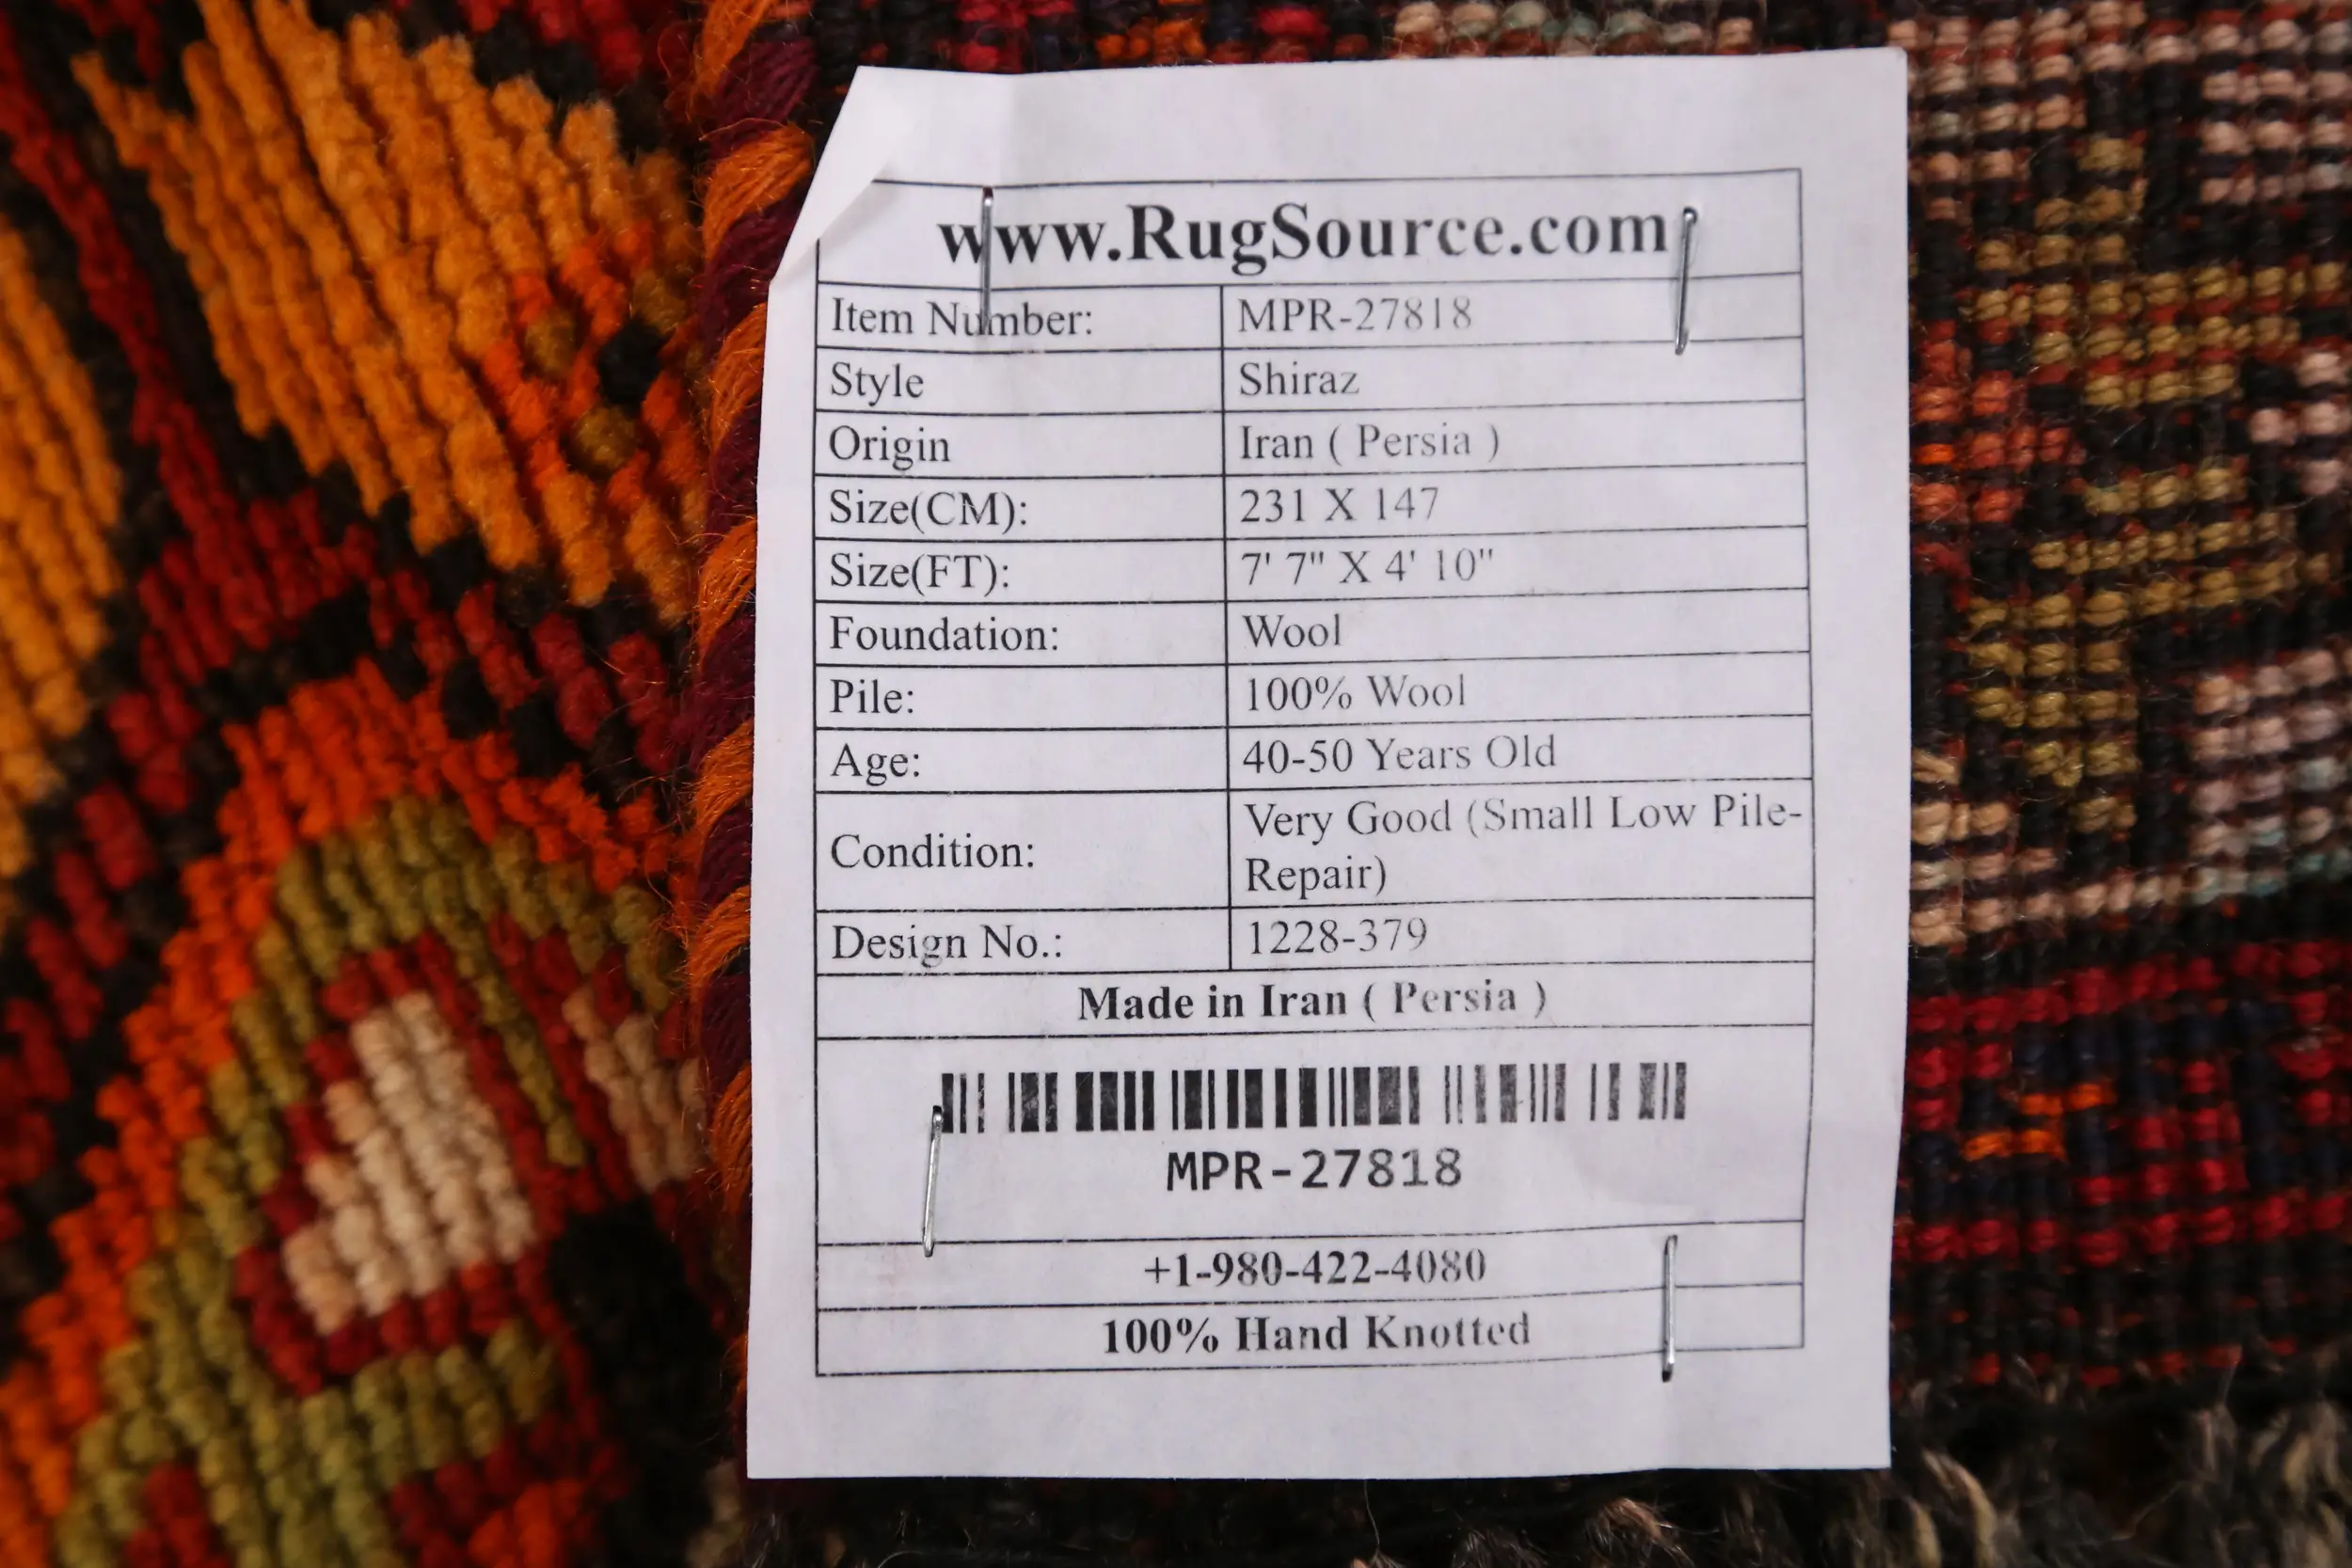 www.RugSource.com
Item Number: MPR-27818
Style Shiraz
Origin Iran ( Persia )
Size(CM): 231 X 147
Size(FT): 7' 7" X 4' 10"
Foundation: Wool
Pile: 100% Wool
Age: 40-50 Years Old
Condition: Very Good (Small Low Pile-
Repair)
Design No.: 1228-379
Made in Iran ( Persia )
MPR-27818
+1-980-422-4080
100% Hand Knotted